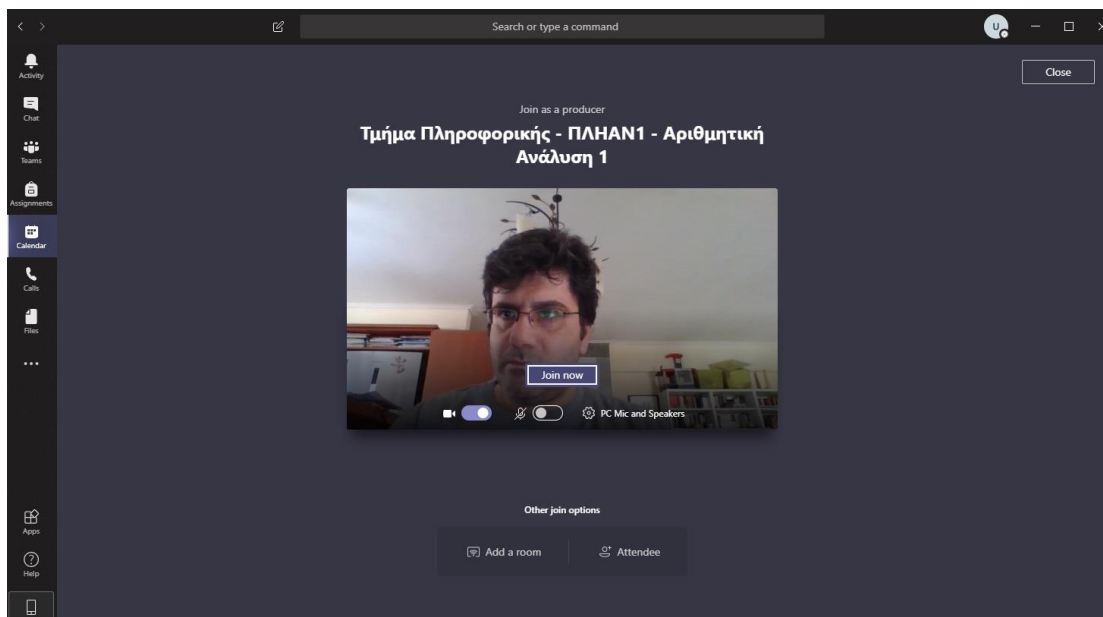 Search or type a command
U
Activity
Chat
Teams
Assignments
Calendar
Calls
Files
Apps
Help
Close
Join as a producer
Τμήμα Πληροφορικής - ΠΛΗΑΝ1 - Αριθμητική
Ανάλυση 1
Join now
PC Mic and Speakers
Other join options
Add a room
Attendee